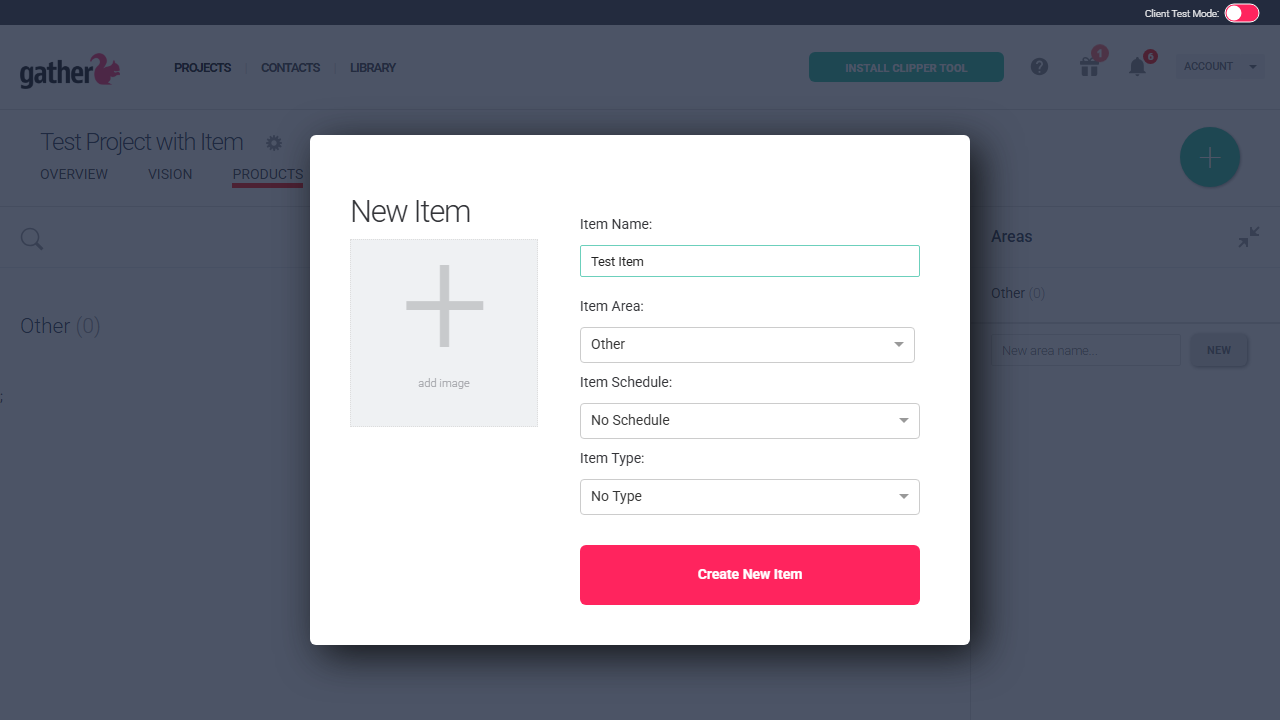 Client Test Mode:
gather
PROJECTS
CONTACTS
LIBRARY
INSTALL CLIPPER TOOL
?
1
6
ACCOUNT
Test Project with Item
OVERVIEW
VISION
PRODUCTS
Areas
Other (0)
New area name...
NEW
Other (0)
;
New Item
add image
Item Name:
Test Item
Item Area:
Other
Item Schedule:
No Schedule
Item Type:
No Type
Create New Item